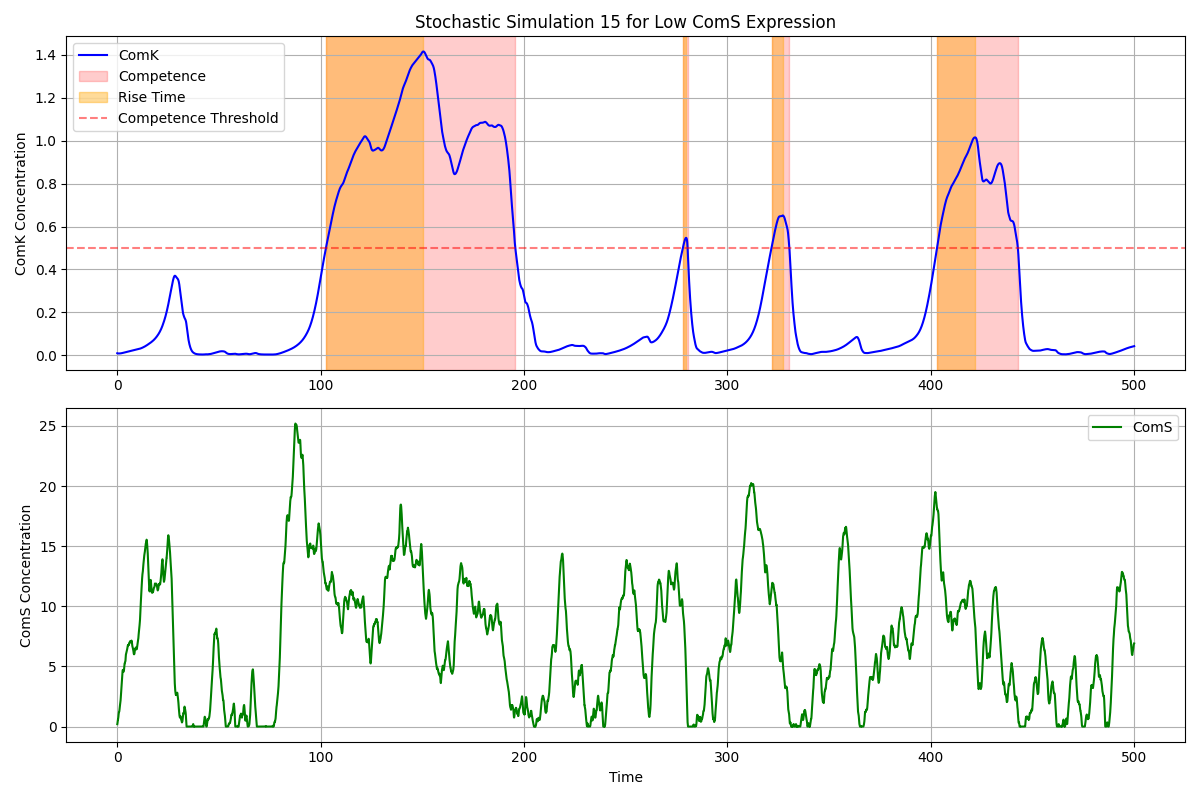 Stochastic Simulation 15 for Low ComS Expression
ComK Concentration
1.4
1.2
1.0
0.8
0.6
0.4
0.2
0.0
ComK
Competence
Rise Time
Competence Threshold
0 100 200 300 400 500
ComS Concentration
25
20
15
10
5
0
ComS
0 100 200 300 400 500
Time